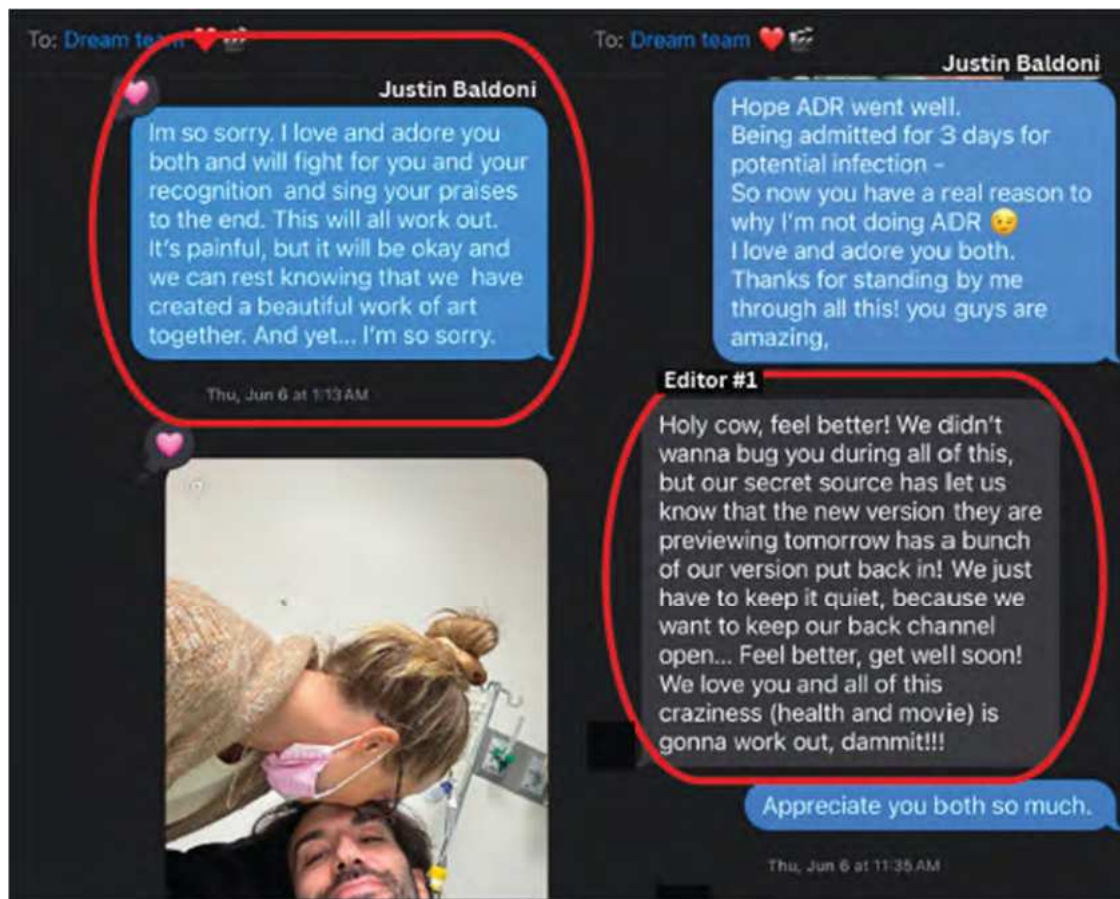 To: Dream team ❤️🎬
Justin Baldoni
Im so sorry. I love and adore you
both and will fight for you and your
recognition and sing your praises
to the end. This will all work out.
It's painful, but it will be okay and
we can rest knowing that we have
created a beautiful work of art
together. And yet... I'm so sorry.
Thu, Jun 6 at 1:13 AM
To: Dream team ❤️🎬
Justin Baldoni
Hope ADR went well.
Being admitted for 3 days for
potential infection -
So now you have a real reason to
why I'm not doing ADR 😉
I love and adore you both.
Thanks for standing by me
through all this! you guys are
amazing,
Editor #1
Holy cow, feel better! We didn't
wanna bug you during all of this,
but our secret source has let us
know that the new version they are
previewing tomorrow has a bunch
of our version put back in! We just
have to keep it quiet, because we
want to keep our back channel
open... Feel better, get well soon!
We love you and all of this
craziness (health and movie) is
gonna work out, dammit!!!
Appreciate you both so much.
Thu, Jun 6 at 11:35 AM